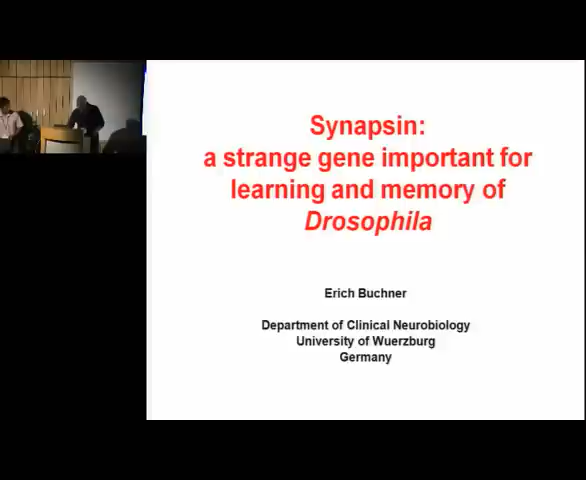 Synapsin:
a strange gene important for
learning and memory of
Drosophila
Erich Buchner
Department of Clinical Neurobiology
University of Wuerzburg
Germany